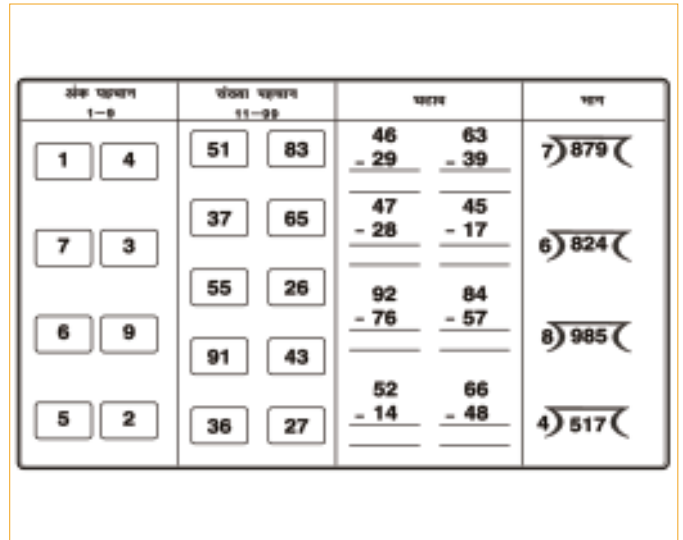 अंक पहचान
1–9
संख्या पहचान
11–99
घटाव
भाग
1 4
7 3
6 9
5 2
51 83
37 65
55 26
91 43
36 27
46 63
- 29 - 39
47 45
- 28 - 17
92 84
- 76 - 57
52 66
- 14 - 48
7)879(
6)824(
8)985(
4)517(